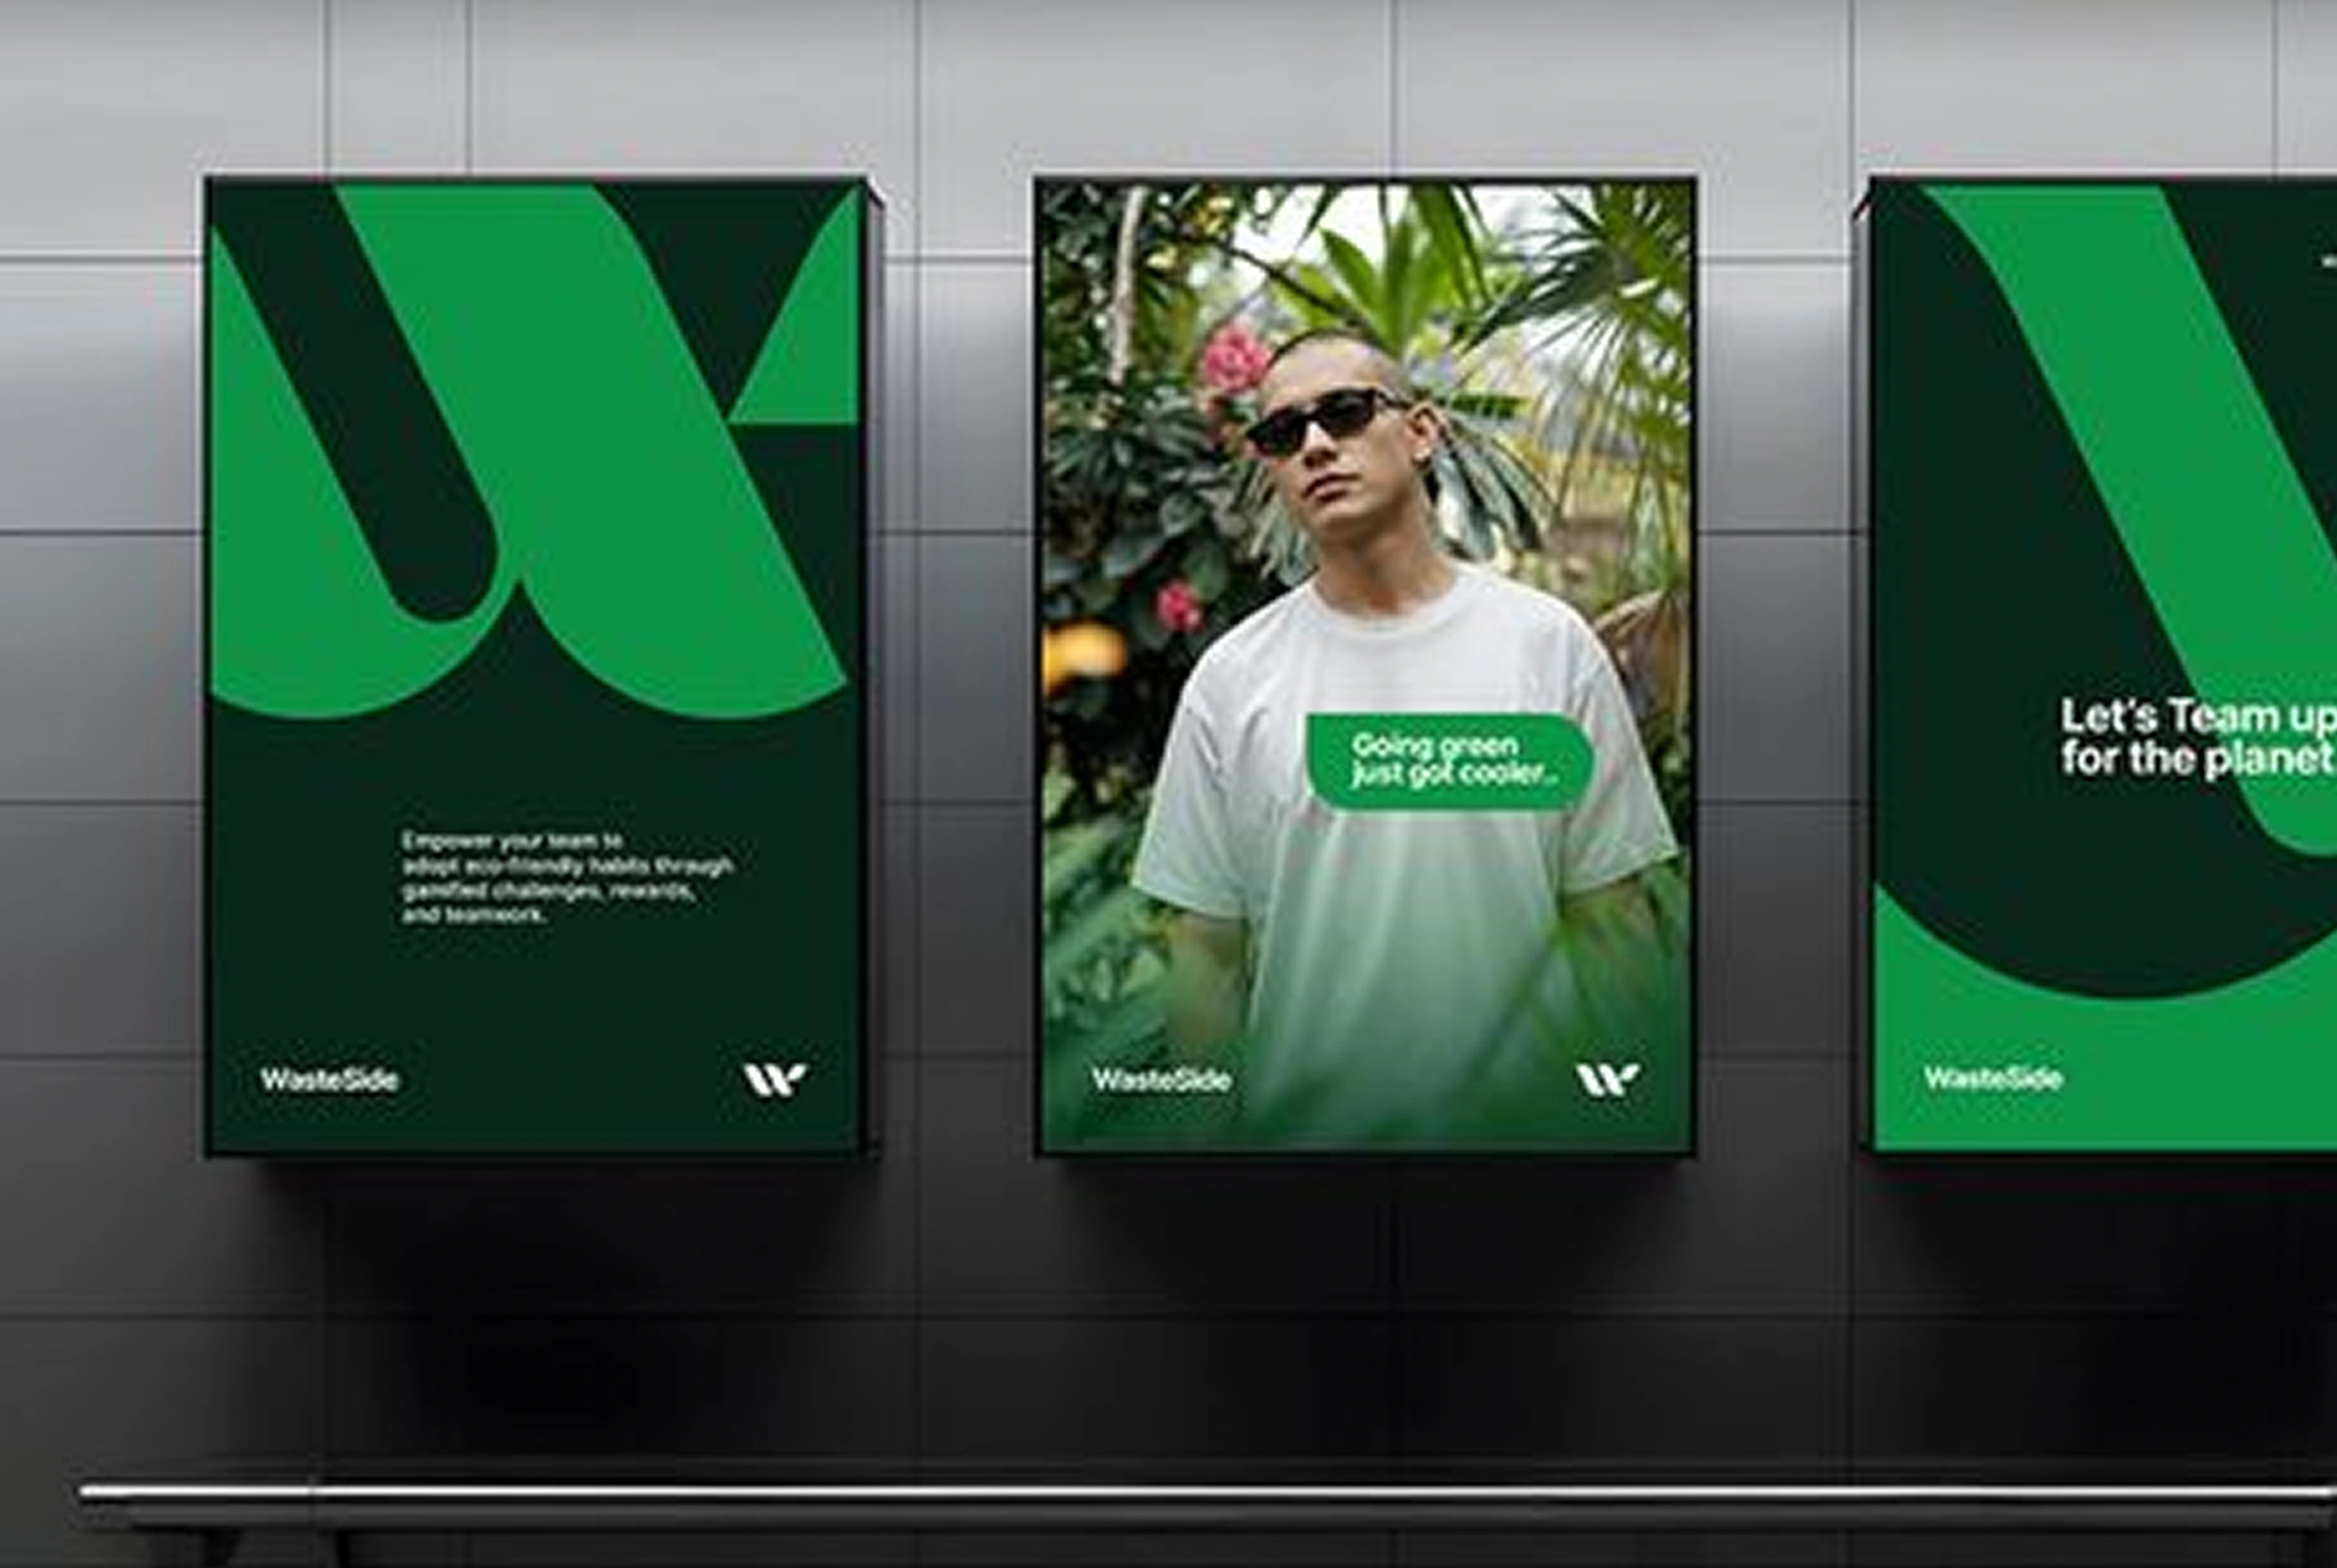 Empower your team to
adopt eco-friendly habits through
gamified challenges, rewards,
and teamwork.
WasteSide
W
Going green
just got cooler..
WasteSide
W
Let's Team up
for the planet
WasteSide